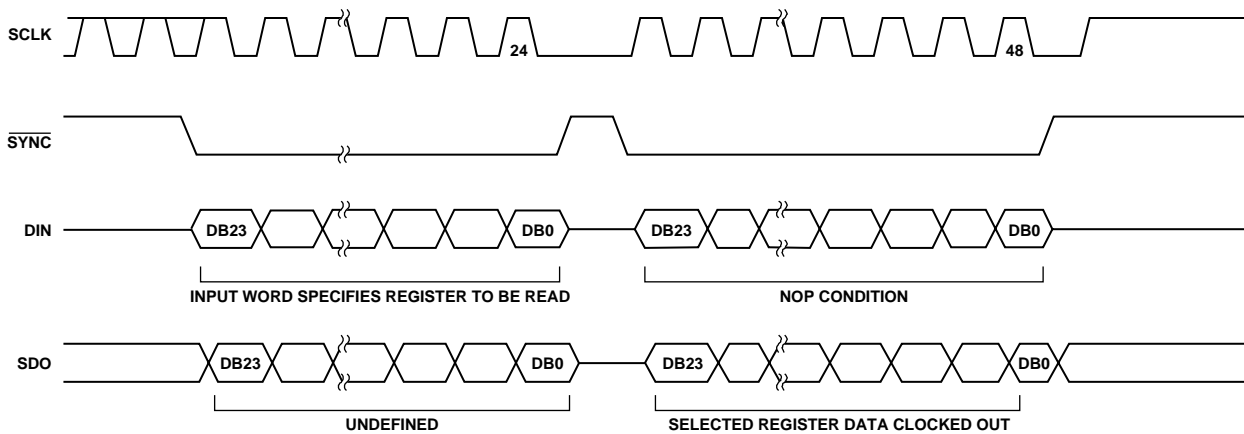 SCLK
24
48
SYNC
DIN
DB23
DB0
DB23
DB0
INPUT WORD SPECIFIES REGISTER TO BE READ
NOP CONDITION
SDO
DB23
DB0
DB23
DB0
UNDEFINED
SELECTED REGISTER DATA CLOCKED OUT